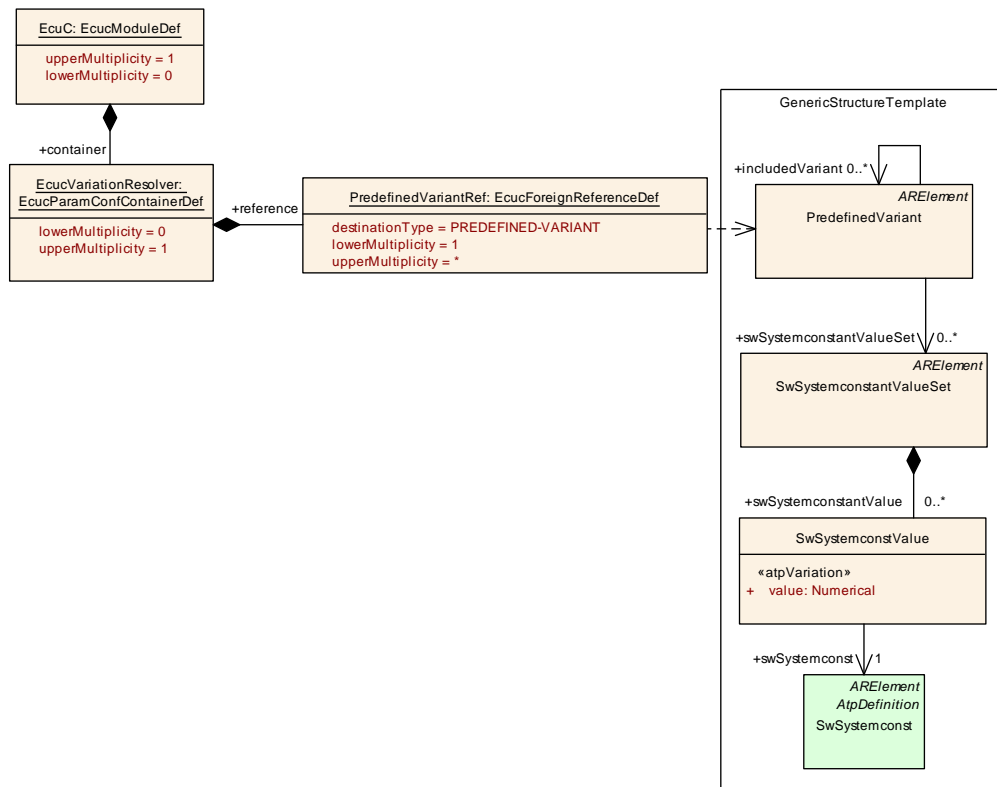 EcuC: EcucModuleDef
upperMultiplicity = 1
lowerMultiplicity = 0
+container
EcucVariationResolver:
EcucParamConfContainerDef
lowerMultiplicity = 0
upperMultiplicity = 1
+reference
PredefinedVariantRef: EcucForeignReferenceDef
destinationType = PREDEFINED-VARIANT
lowerMultiplicity = 1
upperMultiplicity = *
GenericStructureTemplate
+includedVariant 0..*
ARElement
PredefinedVariant
+swSystemconstantValueSet 0..*
ARElement
SwSystemconstantValueSet
+swSystemconstantValue 0..*
SwSystemconstValue
«atpVariation»
+ value: Numerical
+swSystemconst 1
ARElement
AtpDefinition
SwSystemconst